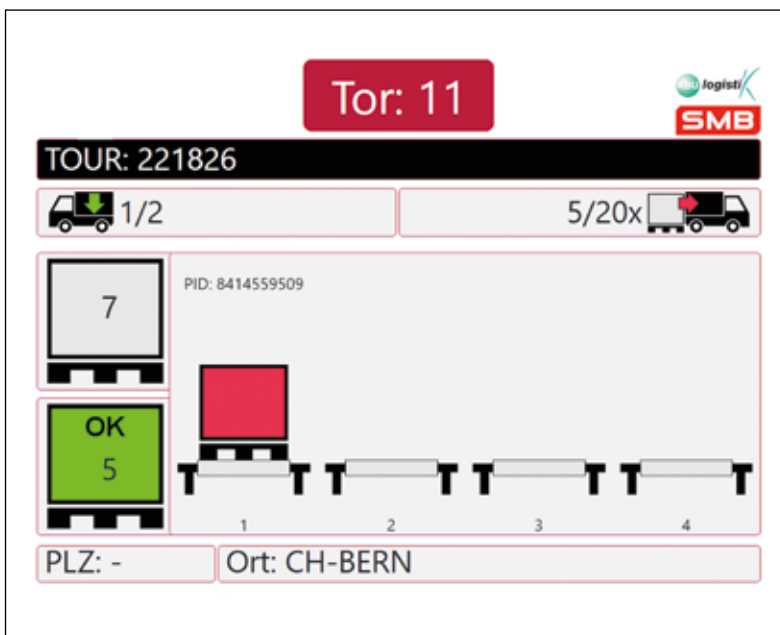 Tor: 11
logistiK
SMB
TOUR: 221826
1/2
5/20x
7
PID: 8414559509
OK
5
1
2
3
4
PLZ: -
Ort: CH-BERN